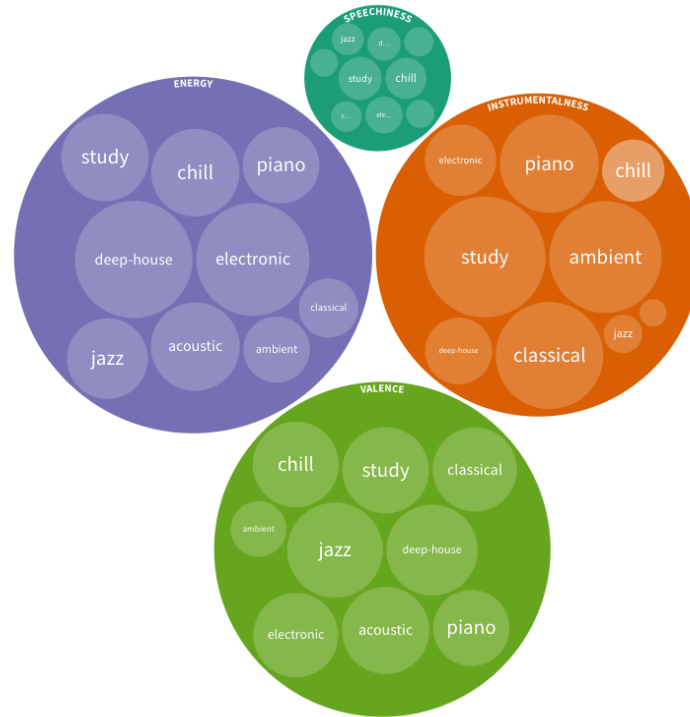 SPEECHINESS
jazz
d...
study
chill
c...
ele...
ENERGY
study
chill
piano
deep-house
electronic
classical
jazz
acoustic
ambient
INSTRUMENTALNESS
electronic
piano
chill
study
ambient
jazz
deep-house
classical
VALENCE
chill
study
classical
ambient
jazz
deep-house
electronic
acoustic
piano